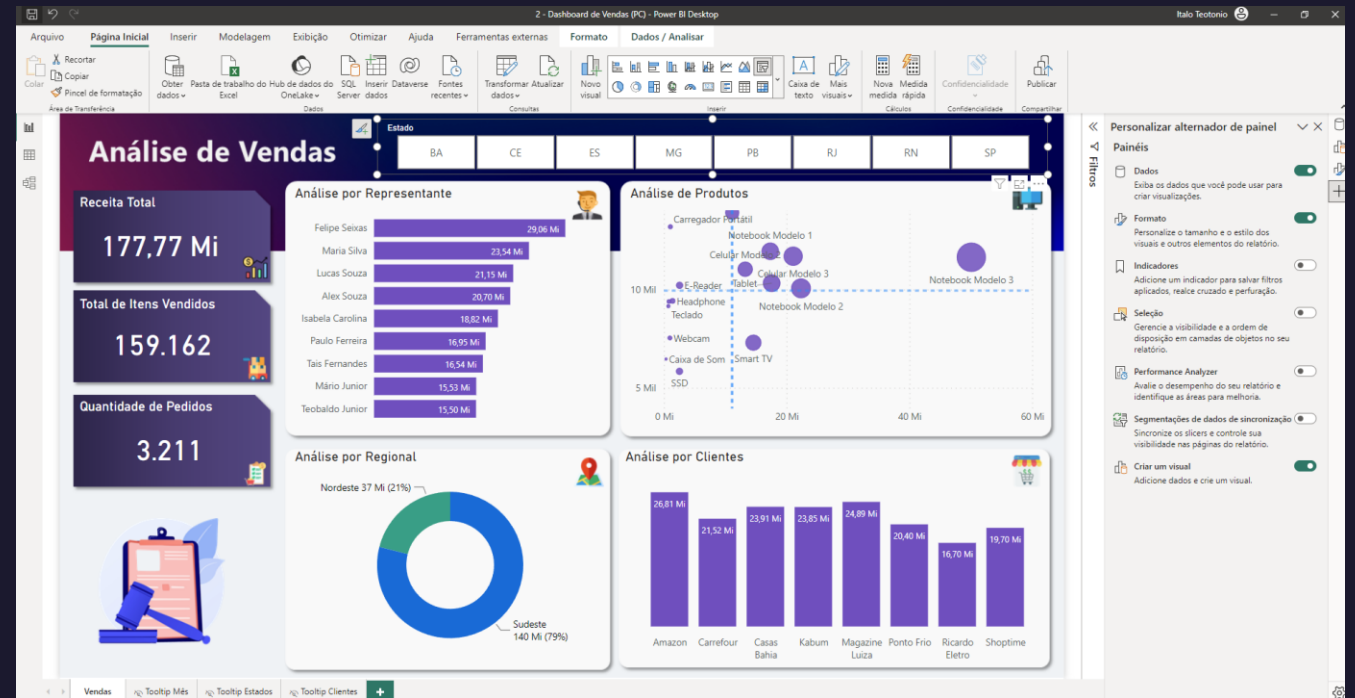 2 - Dashboard de Vendas (PC) - Power BI Desktop
Italo Teotonio
Arquivo
Página Inicial
Inserir
Modelagem
Exibição
Otimizar
Ajuda
Ferramentas externas
Formato
Dados / Analisar
Colar
Recortar
Copiar
Pincel de formatação
Área de Transferência
Obter dados
Pasta de trabalho do Excel
Hub de dados do OneLake
SQL Server
Inserir dados
Dataverse
Fontes recentes
Dados
Transformar dados
Atualizar
Consultas
Novo visual
Caixa de texto
Mais visuais
Inserir
Nova medida
Medida rápida
Cálculos
Confidencialidade
Confidencialidade
Publicar
Compartilhar
Análise de Vendas
Estado
BA
CE
ES
MG
PB
RJ
RN
SP
Receita Total
177,77 Mi
Total de Itens Vendidos
159.162
Quantidade de Pedidos
3.211
Análise por Representante
Felipe Seixas 29,06 Mi
Maria Silva 23,54 Mi
Lucas Souza 21,15 Mi
Alex Souza 20,70 Mi
Isabela Carolina 18,82 Mi
Paulo Ferreira 16,95 Mi
Tais Fernandes 16,54 Mi
Mário Junior 15,53 Mi
Teobaldo Junior 15,50 Mi
Análise de Produtos
Carregador Portátil
Notebook Modelo 1
Celular Modelo 2
Celular Modelo 3
Notebook Modelo 3
E-Reader
Tablet
10 Mil
Headphone
Teclado
Notebook Modelo 2
Webcam
Caixa de Som
Smart TV
SSD
5 Mil
0 Mi
20 Mi
40 Mi
60 Mi
Análise por Regional
Nordeste 37 Mi (21%)
Sudeste
140 Mi (79%)
Análise por Clientes
26,81 Mi
21,52 Mi
23,91 Mi
23,85 Mi
24,89 Mi
20,40 Mi
16,70 Mi
19,70 Mi
Amazon
Carrefour
Casas Bahia
Kabum
Magazine Luiza
Ponto Frio
Ricardo Eletro
Shoptime
Filtros
Personalizar alternador de painel
Painéis
Dados
Exiba os dados que você pode usar para
criar visualizações.
Formato
Personalize o tamanho e o estilo dos
visuais e outros elementos do relatório.
Indicadores
Adicione um indicador para salvar filtros
aplicados, realce cruzado e perfuração.
Seleção
Gerencie a visibilidade e a ordem de
disposição em camadas de objetos no seu
relatório.
Performance Analyzer
Avalie o desempenho do seu relatório e
identifique as áreas para melhoria.
Segmentações de dados de sincronização
Sincronize os slicers e controle sua
visibilidade nas páginas do relatório.
Criar um visual
Adicione dados e crie um visual.
Vendas
Tooltip Mês
Tooltip Estados
Tooltip Clientes